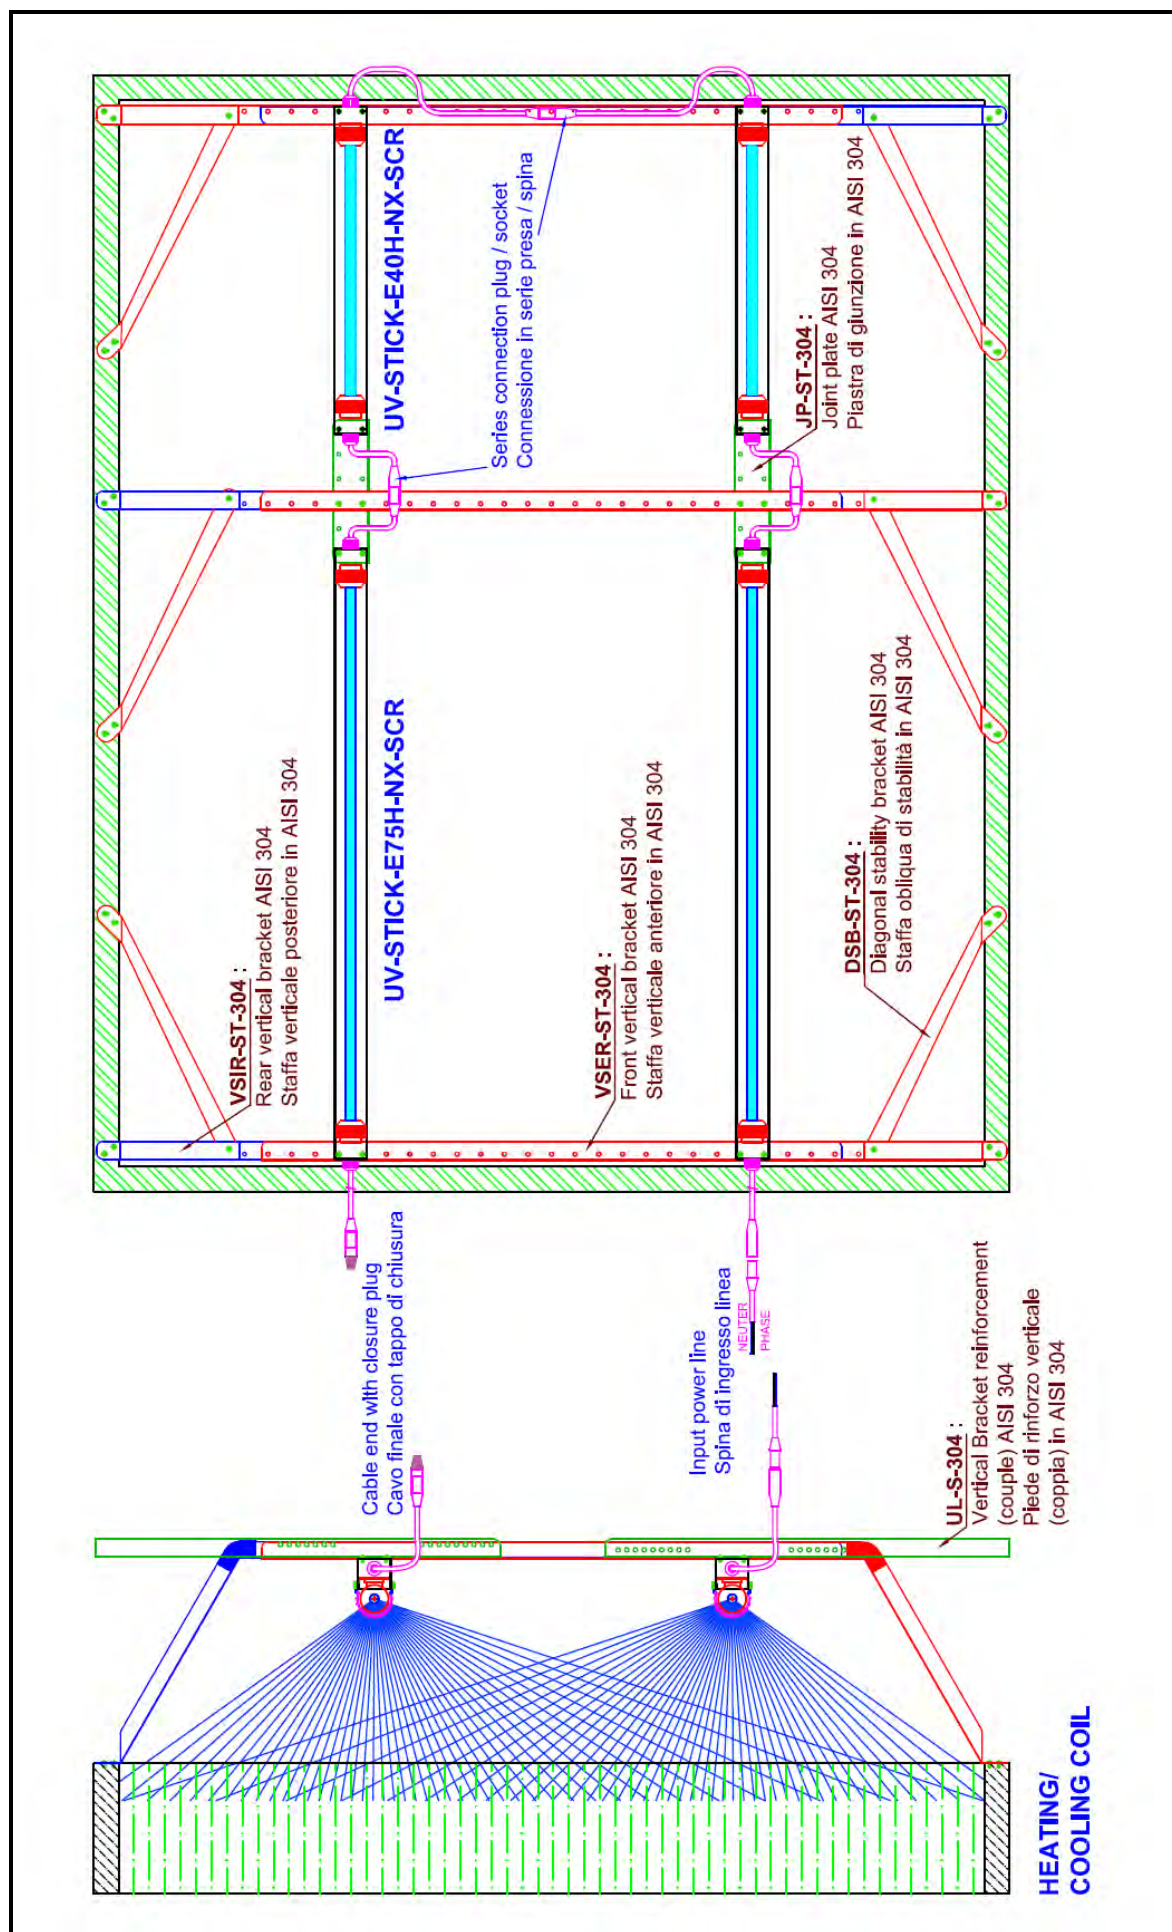 UV-STICK-E40H-NX-SCR
Series connection plug / socket
Connessione in serie presa / spina
JP-ST-304 :
Joint plate AISI 304
Piastra di giunzione in AISI 304
UV-STICK-E75H-NX-SCR
VSIR-ST-304 :
Rear vertical bracket AISI 304
Staffa verticale posteriore in AISI 304
VSER-ST-304 :
Front vertical bracket AISI 304
Staffa verticale anteriore in AISI 304
DSB-ST-304 :
Diagonal stability bracket AISI 304
Staffa obliqua di stabilità in AISI 304
Cable end with closure plug
Cavo finale con tappo di chiusura
Input power line
Spina di ingresso linea
NEUTER
PHASE
UL-S-304 :
Vertical Bracket reinforcement
(couple) AISI 304
Piede di rinforzo verticale
(coppia) in AISI 304
HEATING/
COOLING COIL